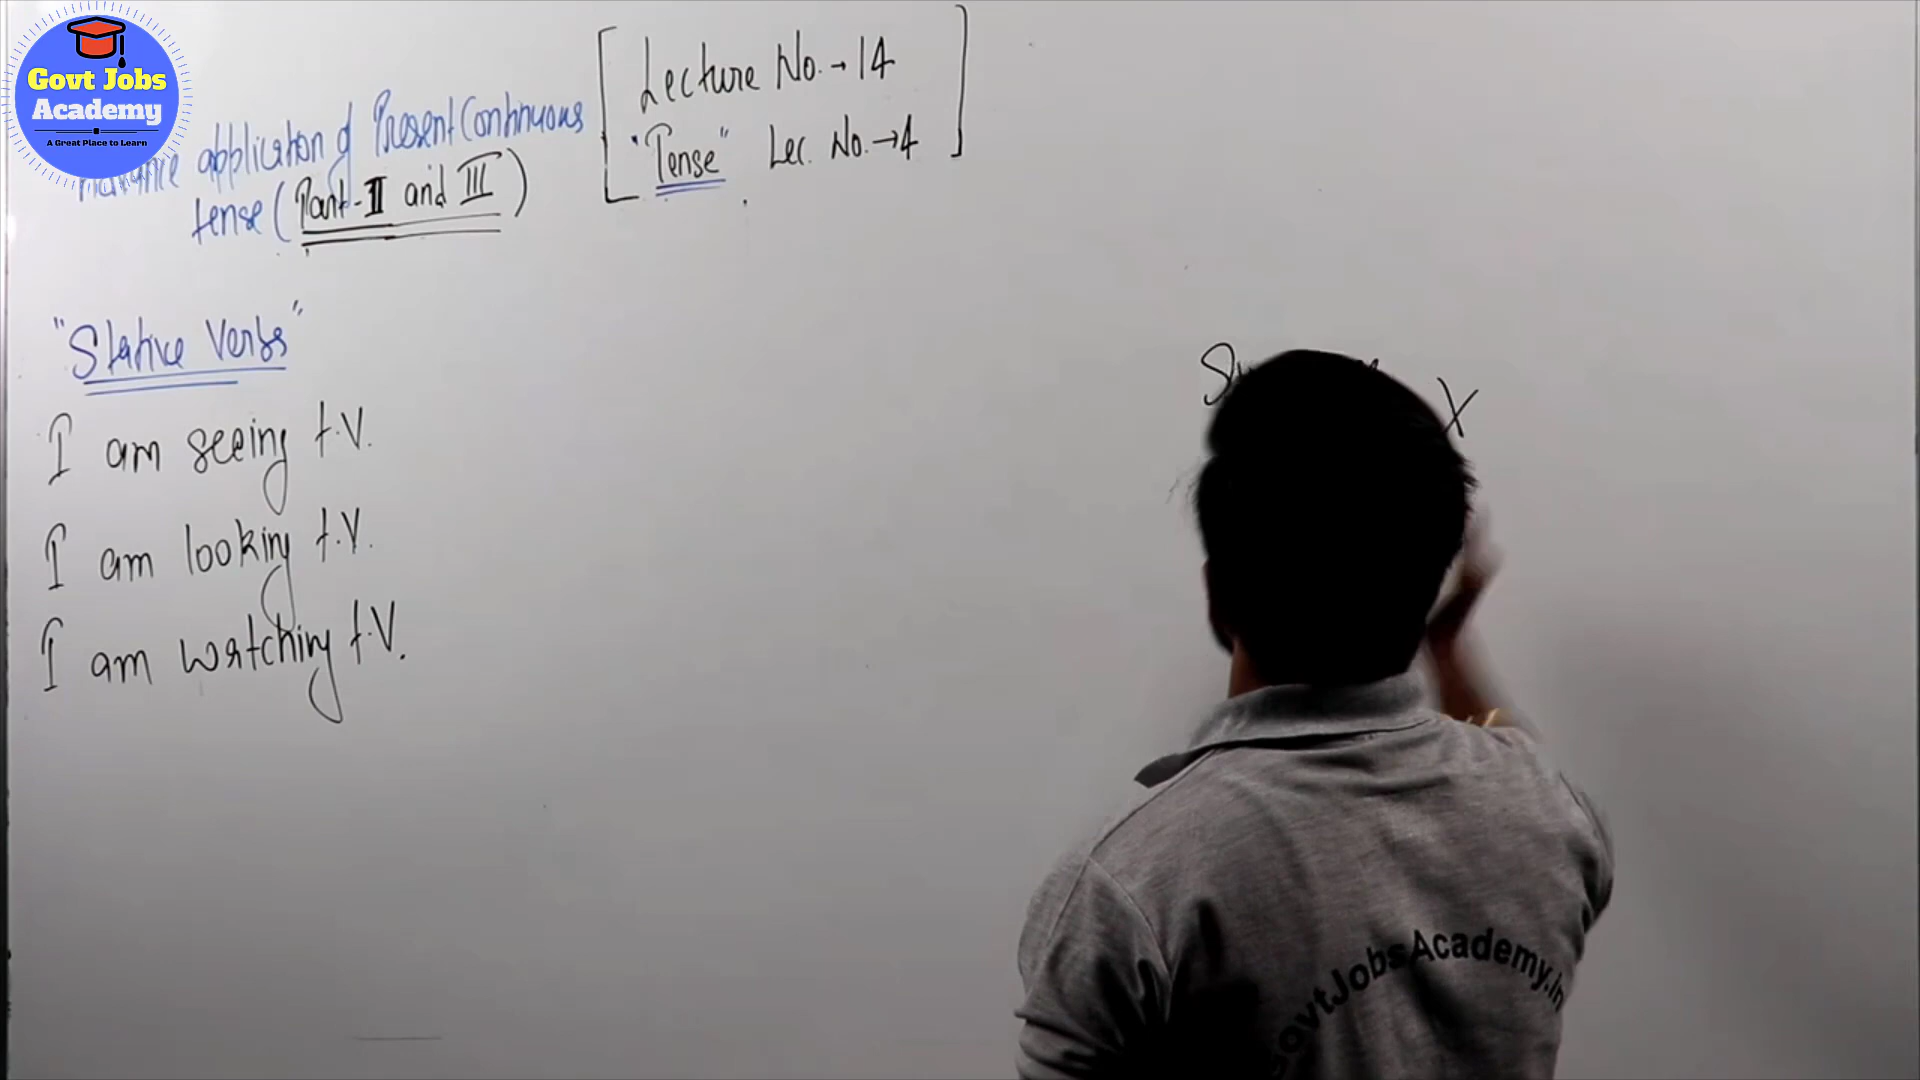 Govt Jobs
Academy
A Great Place to Learn
application of Present Continuous
tense (Part-II and III)
Lecture No.→14
"Tense" Lec. No.→4
"Stative Verbs"
I am seeing t.V.
I am looking t.V.
I am watching t.V.
X
GovtJobsAcademy.in